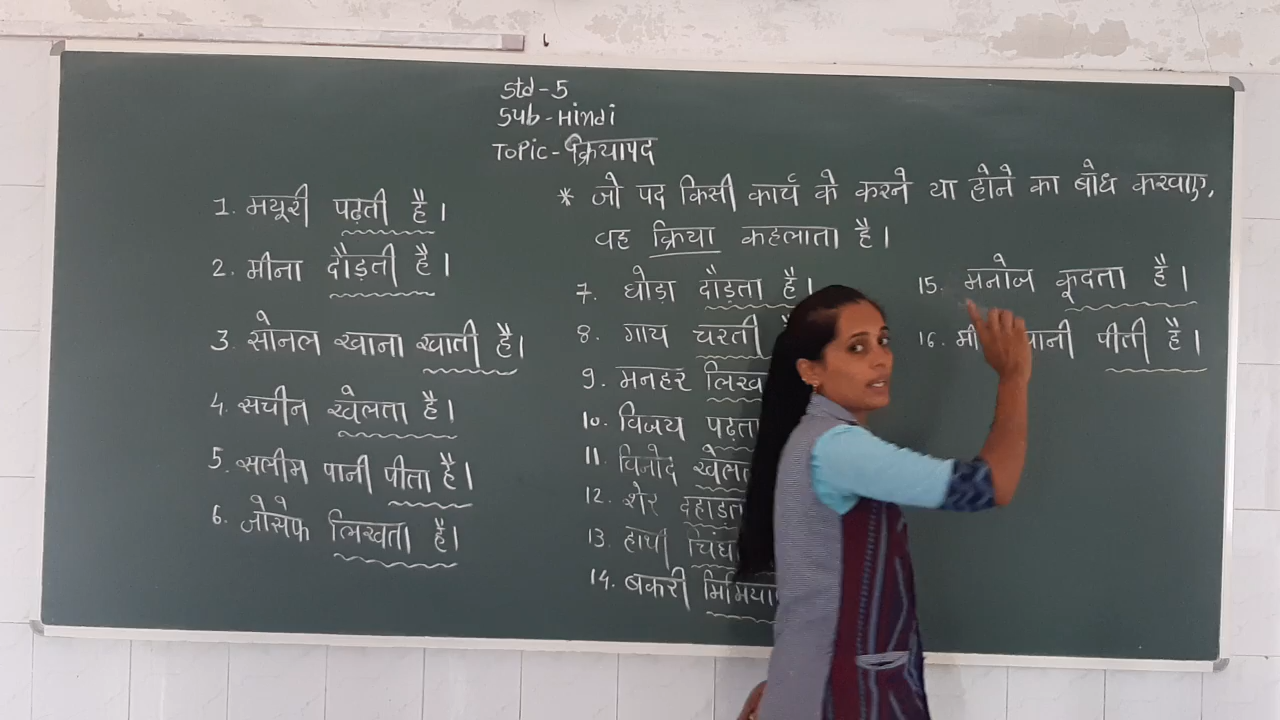 Std-5
Sub-Hindi
Topic-क्रियापद
1. मयूरी पढ़ती है।
2. मीना दौड़ती है।
3. सोनल खाना खाती है।
4. सचीन खेलता है।
5. सलीम पानी पीता है।
6. जोसेफ लिखता है।
* जो पद किसी कार्य के करने या होने का बोध करवाए,
वह क्रिया कहलाता है।
7. घोड़ा दौड़ता है।
8. गाय चरती
9. मनहर लिख
10. विजय पढ़ता
11. विनोद खेलत
12. शेर दहाड़त
13. हाथी चिंघ
14. बकरी मिमिया
15. मनोज कूदता है।
16. मी पानी पीती है।